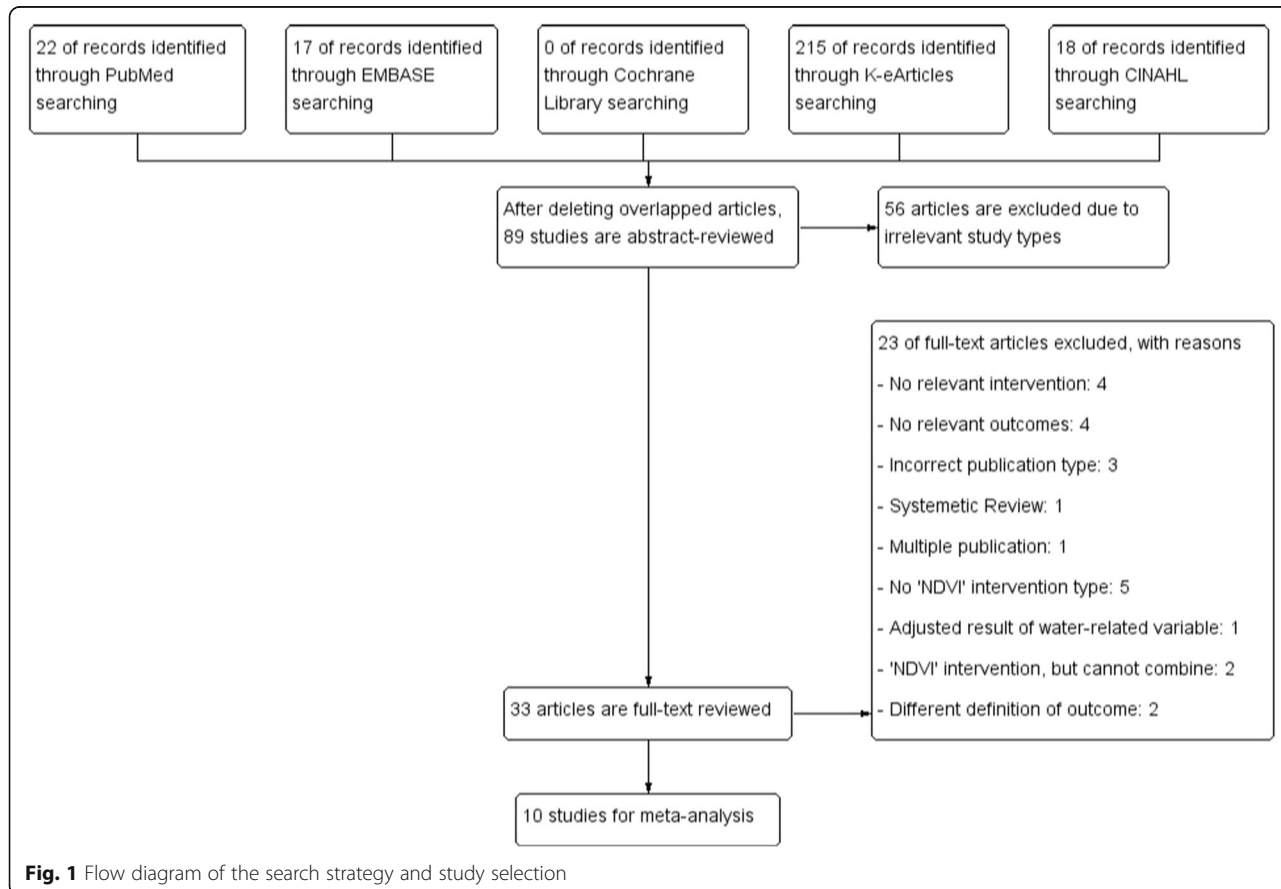 22 of records identified
through PubMed
searching
17 of records identified
through EMBASE
searching
0 of records identified
through Cochrane
Library searching
215 of records identified
through K-eArticles
searching
18 of records identified
through CINAHL
searching
After deleting overlapped articles,
89 studies are abstract-reviewed
56 articles are excluded due to
irrelevant study types
23 of full-text articles excluded, with reasons
- No relevant intervention: 4
- No relevant outcomes: 4
- Incorrect publication type: 3
- Systemetic Review: 1
- Multiple publication: 1
- No 'NDVI' intervention type: 5
- Adjusted result of water-related variable: 1
- 'NDVI' intervention, but cannot combine: 2
- Different definition of outcome: 2
33 articles are full-text reviewed
10 studies for meta-analysis
Fig. 1 Flow diagram of the search strategy and study selection